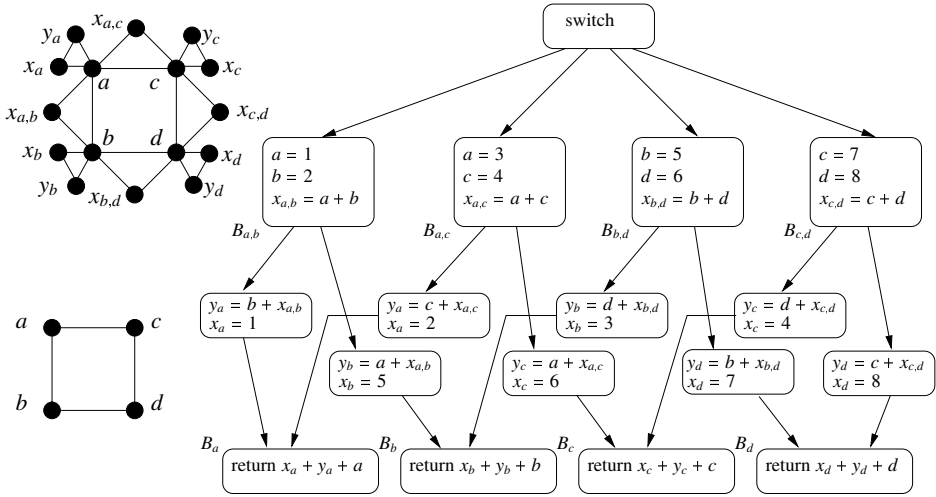 x_{a,c}
y_a
y_c
x_a
x_c
a
c
x_{a,b}
x_{c,d}
b
d
x_b
x_d
y_b
x_{b,d}
y_d
a
c
b
d
switch
a = 1
b = 2
x_{a,b} = a + b
B_{a,b}
a = 3
c = 4
x_{a,c} = a + c
B_{a,c}
b = 5
d = 6
x_{b,d} = b + d
B_{b,d}
c = 7
d = 8
x_{c,d} = c + d
B_{c,d}
y_a = b + x_{a,b}
x_a = 1
y_a = c + x_{a,c}
x_a = 2
y_b = d + x_{b,d}
x_b = 3
y_c = d + x_{c,d}
x_c = 4
y_b = a + x_{a,b}
x_b = 5
y_c = a + x_{a,c}
x_c = 6
y_d = b + x_{b,d}
x_d = 7
y_d = c + x_{c,d}
x_d = 8
B_a
return x_a + y_a + a
B_b
return x_b + y_b + b
B_c
return x_c + y_c + c
B_d
return x_d + y_d + d